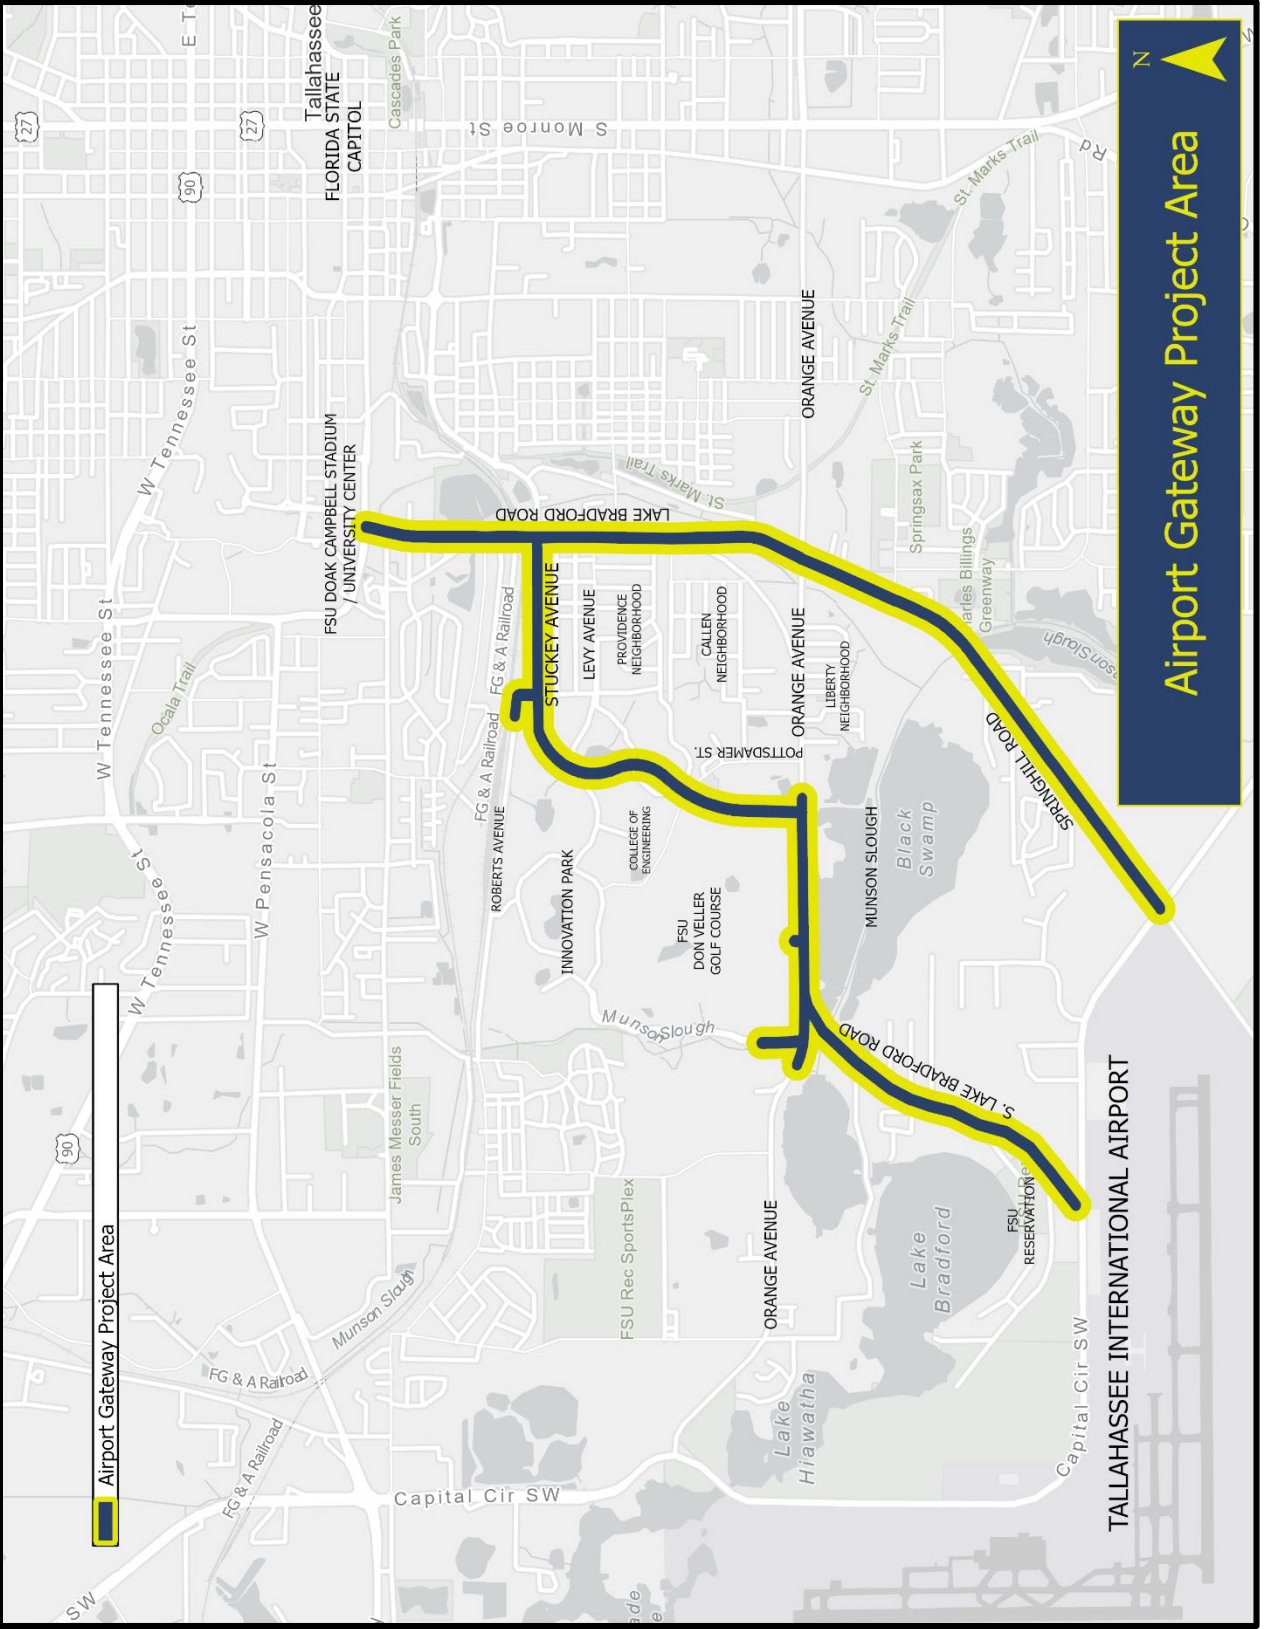 Airport Gateway Project Area
N
Airport Gateway Project Area
SW
90
W Tennessee St
W Tennessee St
W Tennessee St
90
27
27
E Te
Tallahassee
FLORIDA STATE
CAPITOL
Cascades Park
S Monroe St
Ocala Trail
W Pensacola St
FSU DOAK CAMPBELL STADIUM
/ UNIVERSITY CENTER
FG & A Railroad
FG & A Railroad
Munson Slough
James Messer Fields
South
Capital Cir SW
FG & A Railroad
FG & A Railroad
ROBERTS AVENUE
LAKE BRADFORD ROAD
STUCKEY AVENUE
LEVY AVENUE
PROVIDENCE
NEIGHBORHOOD
CALLEN
NEIGHBORHOOD
INNOVATION PARK
COLLEGE OF
ENGINEERING
FSU
DON VELLER
GOLF COURSE
POTTSDAMER ST.
Munson Slough
FSU Rec SportsPlex
St. Marks Trail
St. Marks Trail
St. Marks Trail
Rd
ORANGE AVENUE
ORANGE AVENUE
ORANGE AVENUE
LIBERTY
NEIGHBORHOOD
MUNSON SLOUGH
Black
Swamp
Springsax Park
arles Billings
Greenway
nson Slough
SPRINGHILL ROAD
S. LAKE BRADFORD ROAD
Lake
Bradford
Lake
Hiawatha
FSU
RESERVATION
FSU Re
Capital Cir SW
TALLAHASSEE INTERNATIONAL AIRPORT
ade
e